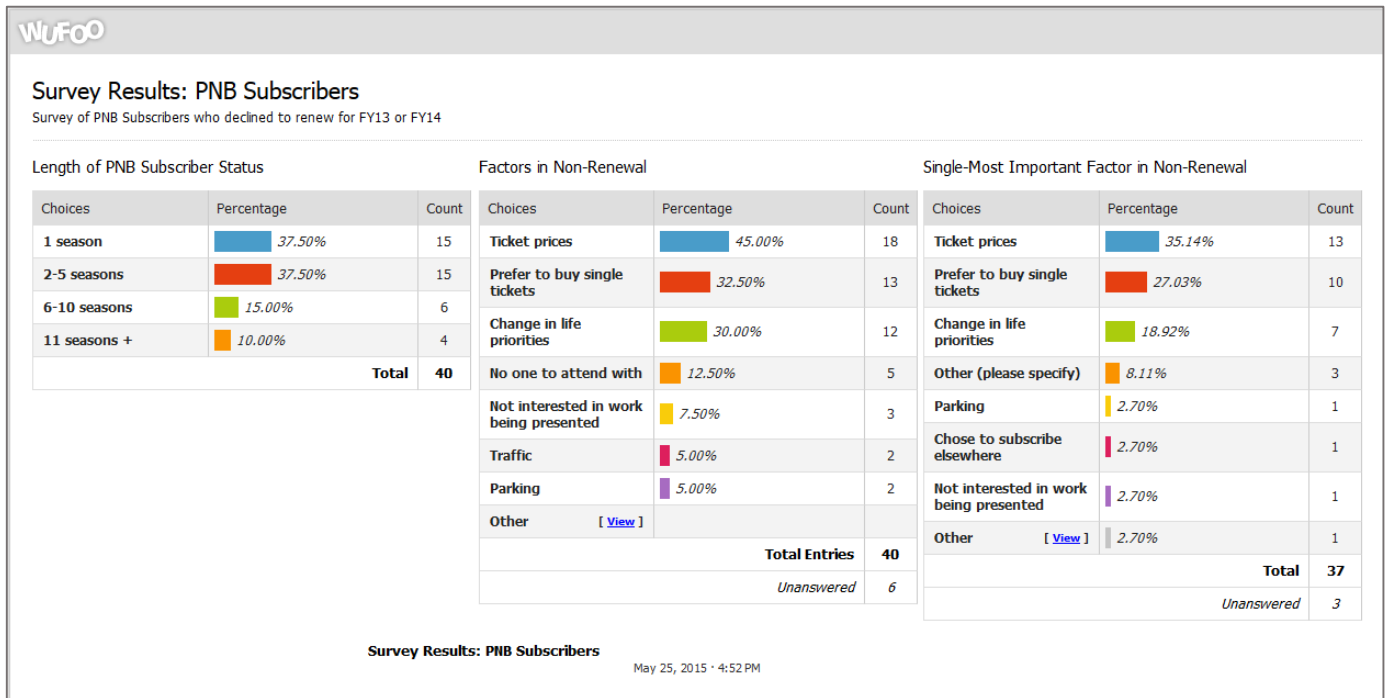 WUFOO
Survey Results: PNB Subscribers
Survey of PNB Subscribers who declined to renew for FY13 or FY14
Length of PNB Subscriber Status
Choices Percentage Count
1 season 37.50% 15
2-5 seasons 37.50% 15
6-10 seasons 15.00% 6
11 seasons + 10.00% 4
Total 40
Factors in Non-Renewal
Choices Percentage Count
Ticket prices 45.00% 18
Prefer to buy single
tickets 32.50% 13
Change in life
priorities 30.00% 12
No one to attend with 12.50% 5
Not interested in work
being presented 7.50% 3
Traffic 5.00% 2
Parking 5.00% 2
Other [ View ]
Total Entries 40
Unanswered 6
Single-Most Important Factor in Non-Renewal
Choices Percentage Count
Ticket prices 35.14% 13
Prefer to buy single
tickets 27.03% 10
Change in life
priorities 18.92% 7
Other (please specify) 8.11% 3
Parking 2.70% 1
Chose to subscribe
elsewhere 2.70% 1
Not interested in work
being presented 2.70% 1
Other [ View ] 2.70% 1
Total 37
Unanswered 3
Survey Results: PNB Subscribers
May 25, 2015 · 4:52 PM